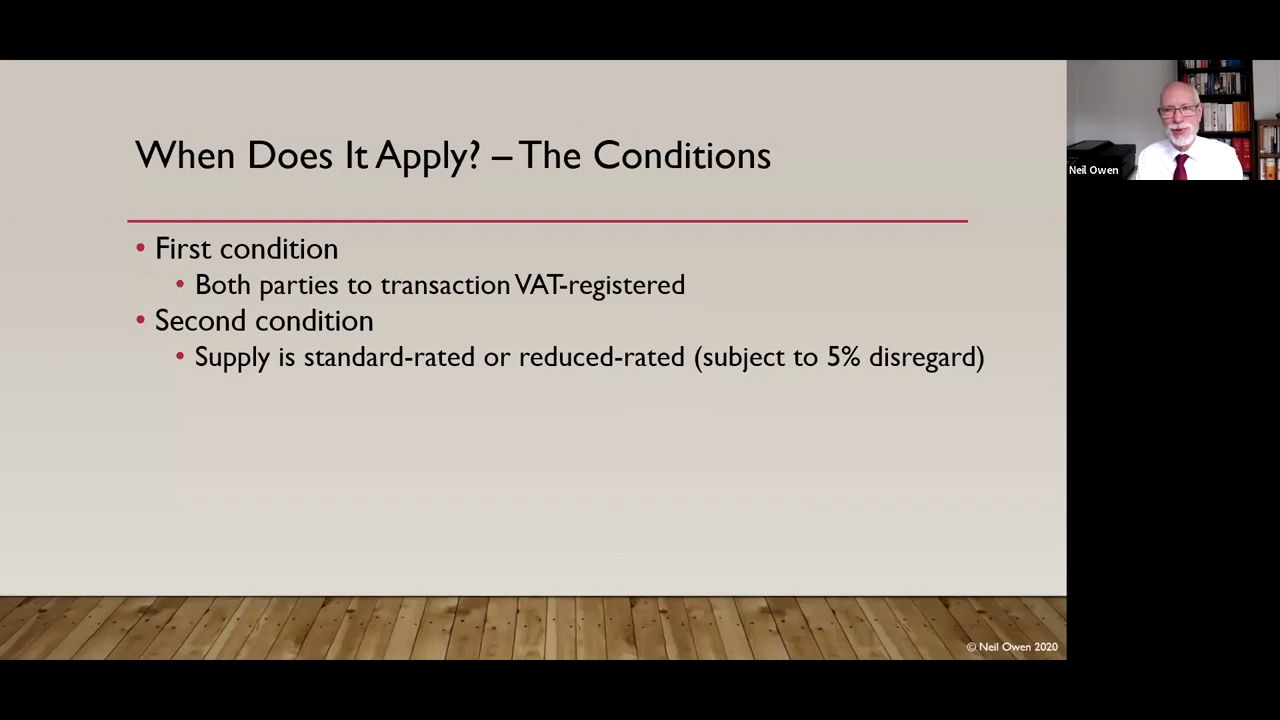 When Does It Apply? – The Conditions
• First condition
• Both parties to transaction VAT-registered
• Second condition
• Supply is standard-rated or reduced-rated (subject to 5% disregard)
Neil Owen
© Neil Owen 2020